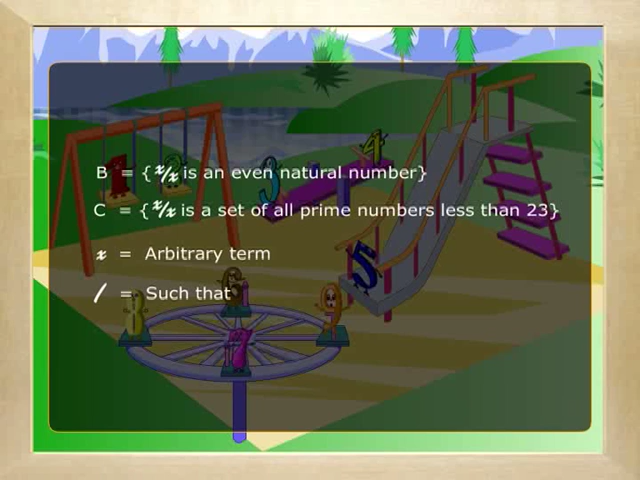 B = {x/x is an even natural number}
C = {x/x is a set of all prime numbers less than 23}
x = Arbitrary term
/ = Such that